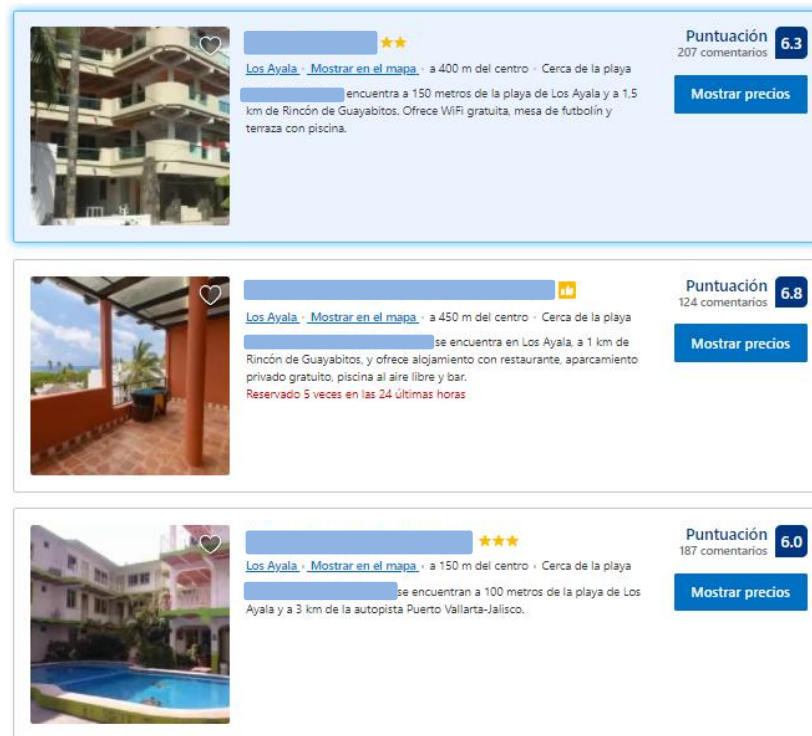 Puntuación 6.3
207 comentarios
Los Ayala · Mostrar en el mapa · a 400 m del centro · Cerca de la playa
Mostrar precios
encuentra a 150 metros de la playa de Los Ayala y a 1,5
km de Rincón de Guayabitos. Ofrece WiFi gratuita, mesa de futbolín y
terraza con piscina.
Puntuación 6.8
124 comentarios
Los Ayala · Mostrar en el mapa · a 450 m del centro · Cerca de la playa
Mostrar precios
se encuentra en Los Ayala, a 1 km de
Rincón de Guayabitos, y ofrece alojamiento con restaurante, aparcamiento
privado gratuito, piscina al aire libre y bar.
Reservado 5 veces en las 24 últimas horas
Puntuación 6.0
187 comentarios
Los Ayala · Mostrar en el mapa · a 150 m del centro · Cerca de la playa
Mostrar precios
se encuentran a 100 metros de la playa de Los
Ayala y a 3 km de la autopista Puerto Vallarta-Jalisco.